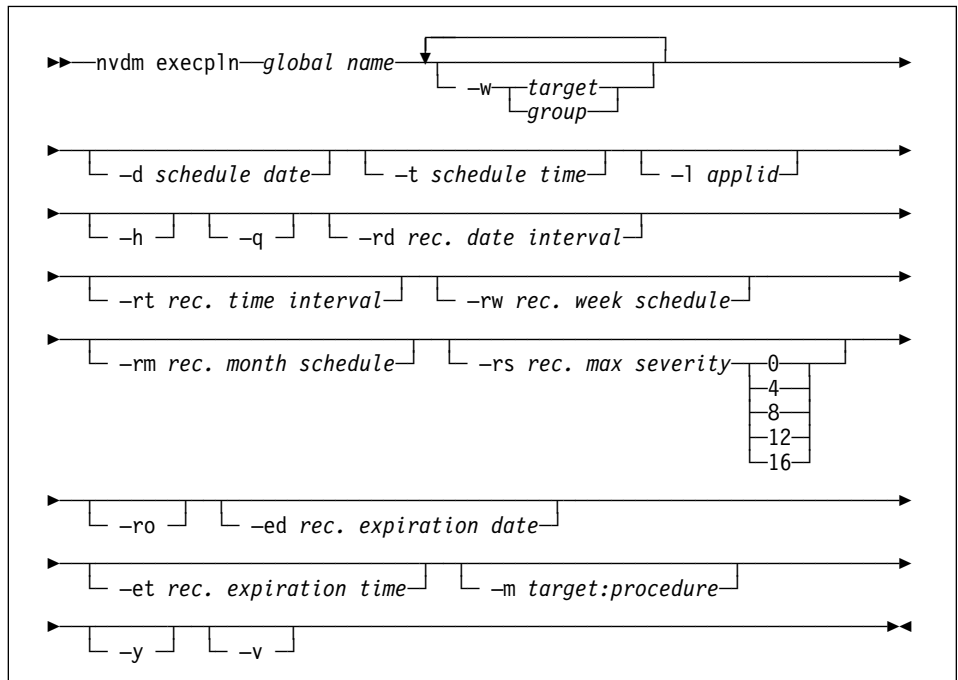 nvdm execpln global name
–w target
group
–d schedule date –t schedule time –l applid
–h –q –rd rec. date interval
–rt rec. time interval –rw rec. week schedule
–rm rec. month schedule –rs rec. max severity 0
4
8
12
16
–ro –ed rec. expiration date
–et rec. expiration time –m target:procedure
–y –v